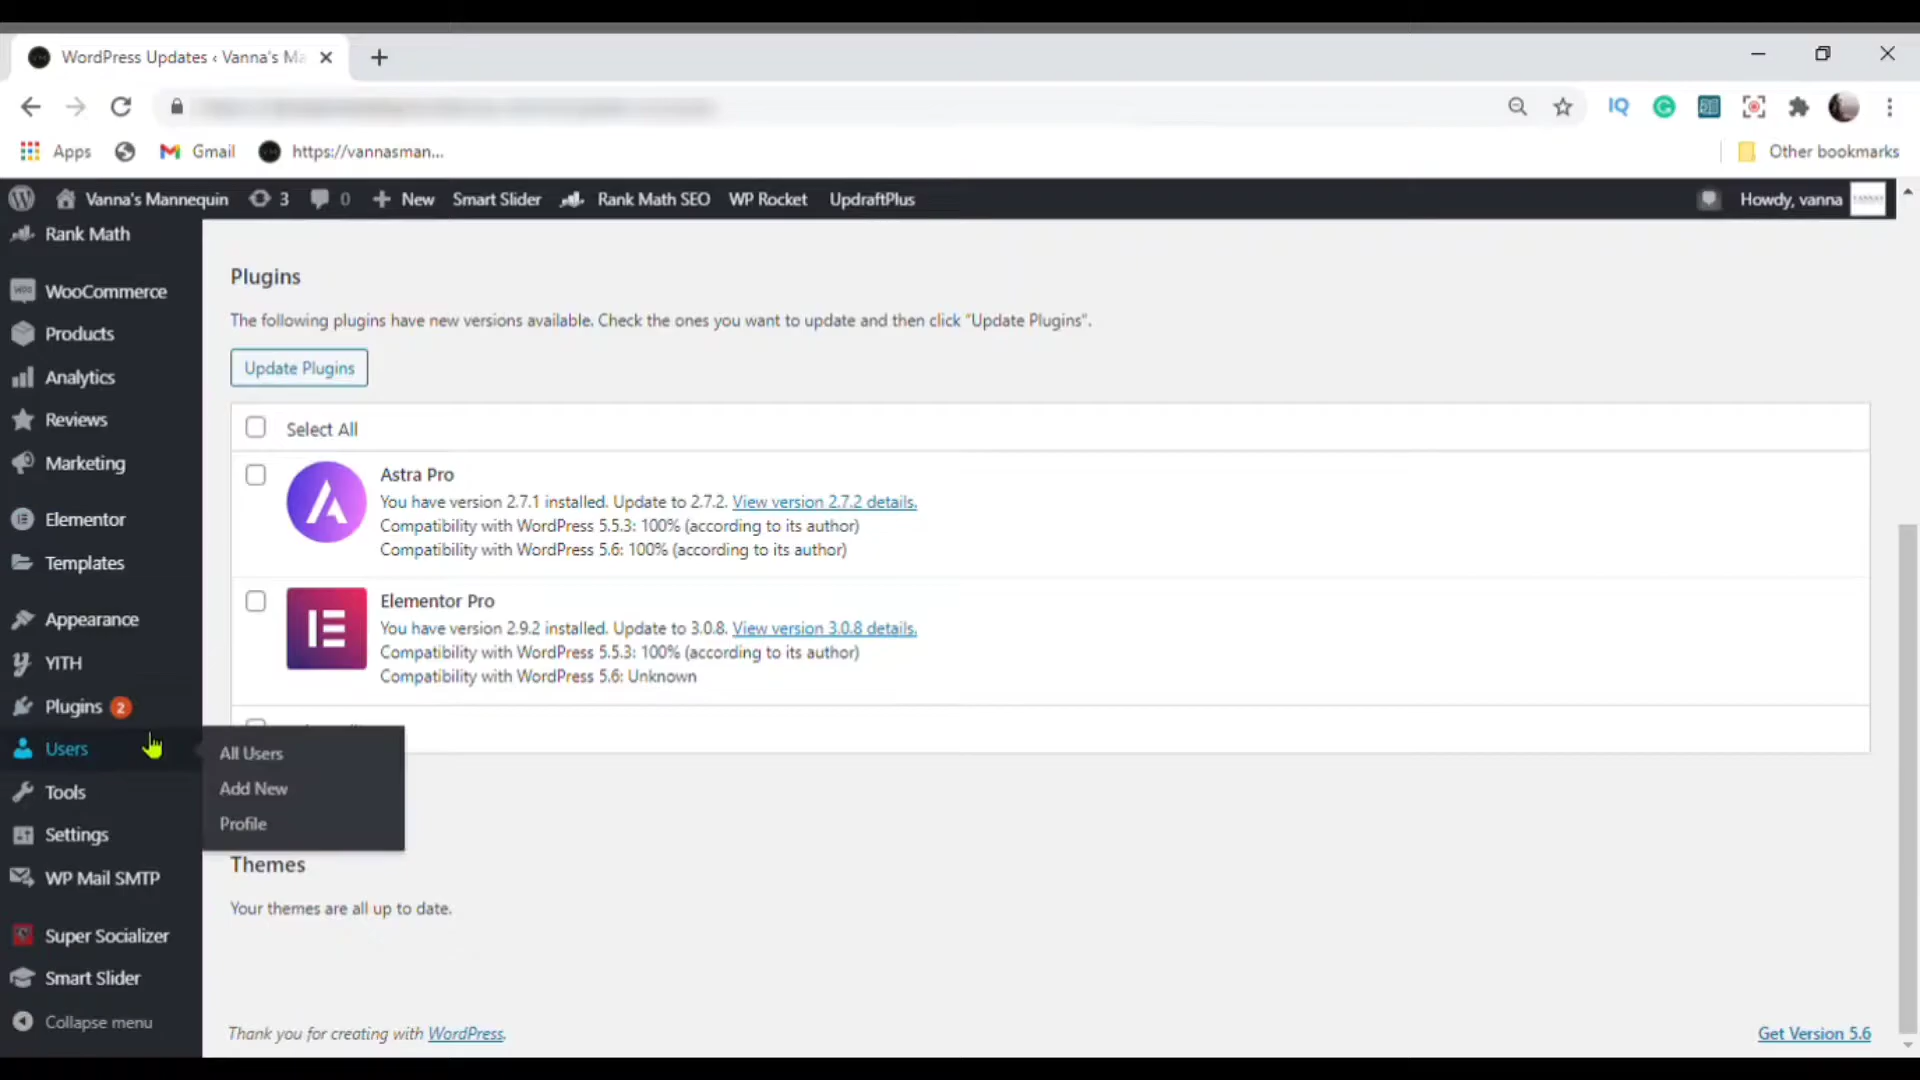 WordPress Updates ‹ Vanna's Ma
IQ
Apps
Gmail
https://vannasman...
Other bookmarks
Vanna's Mannequin
3
0
New
Smart Slider
Rank Math SEO
WP Rocket
UpdraftPlus
Howdy, vanna
Rank Math
WooCommerce
Products
Analytics
Reviews
Marketing
Elementor
Templates
Appearance
YITH
Plugins 2
Users
Tools
Settings
WP Mail SMTP
Super Socializer
Smart Slider
Collapse menu
All Users
Add New
Profile
Plugins
The following plugins have new versions available. Check the ones you want to update and then click "Update Plugins".
Update Plugins
Select All
Astra Pro
You have version 2.7.1 installed. Update to 2.7.2. View version 2.7.2 details.
Compatibility with WordPress 5.5.3: 100% (according to its author)
Compatibility with WordPress 5.6: 100% (according to its author)
Elementor Pro
You have version 2.9.2 installed. Update to 3.0.8. View version 3.0.8 details.
Compatibility with WordPress 5.5.3: 100% (according to its author)
Compatibility with WordPress 5.6: Unknown
Themes
Your themes are all up to date.
Thank you for creating with WordPress.
Get Version 5.6